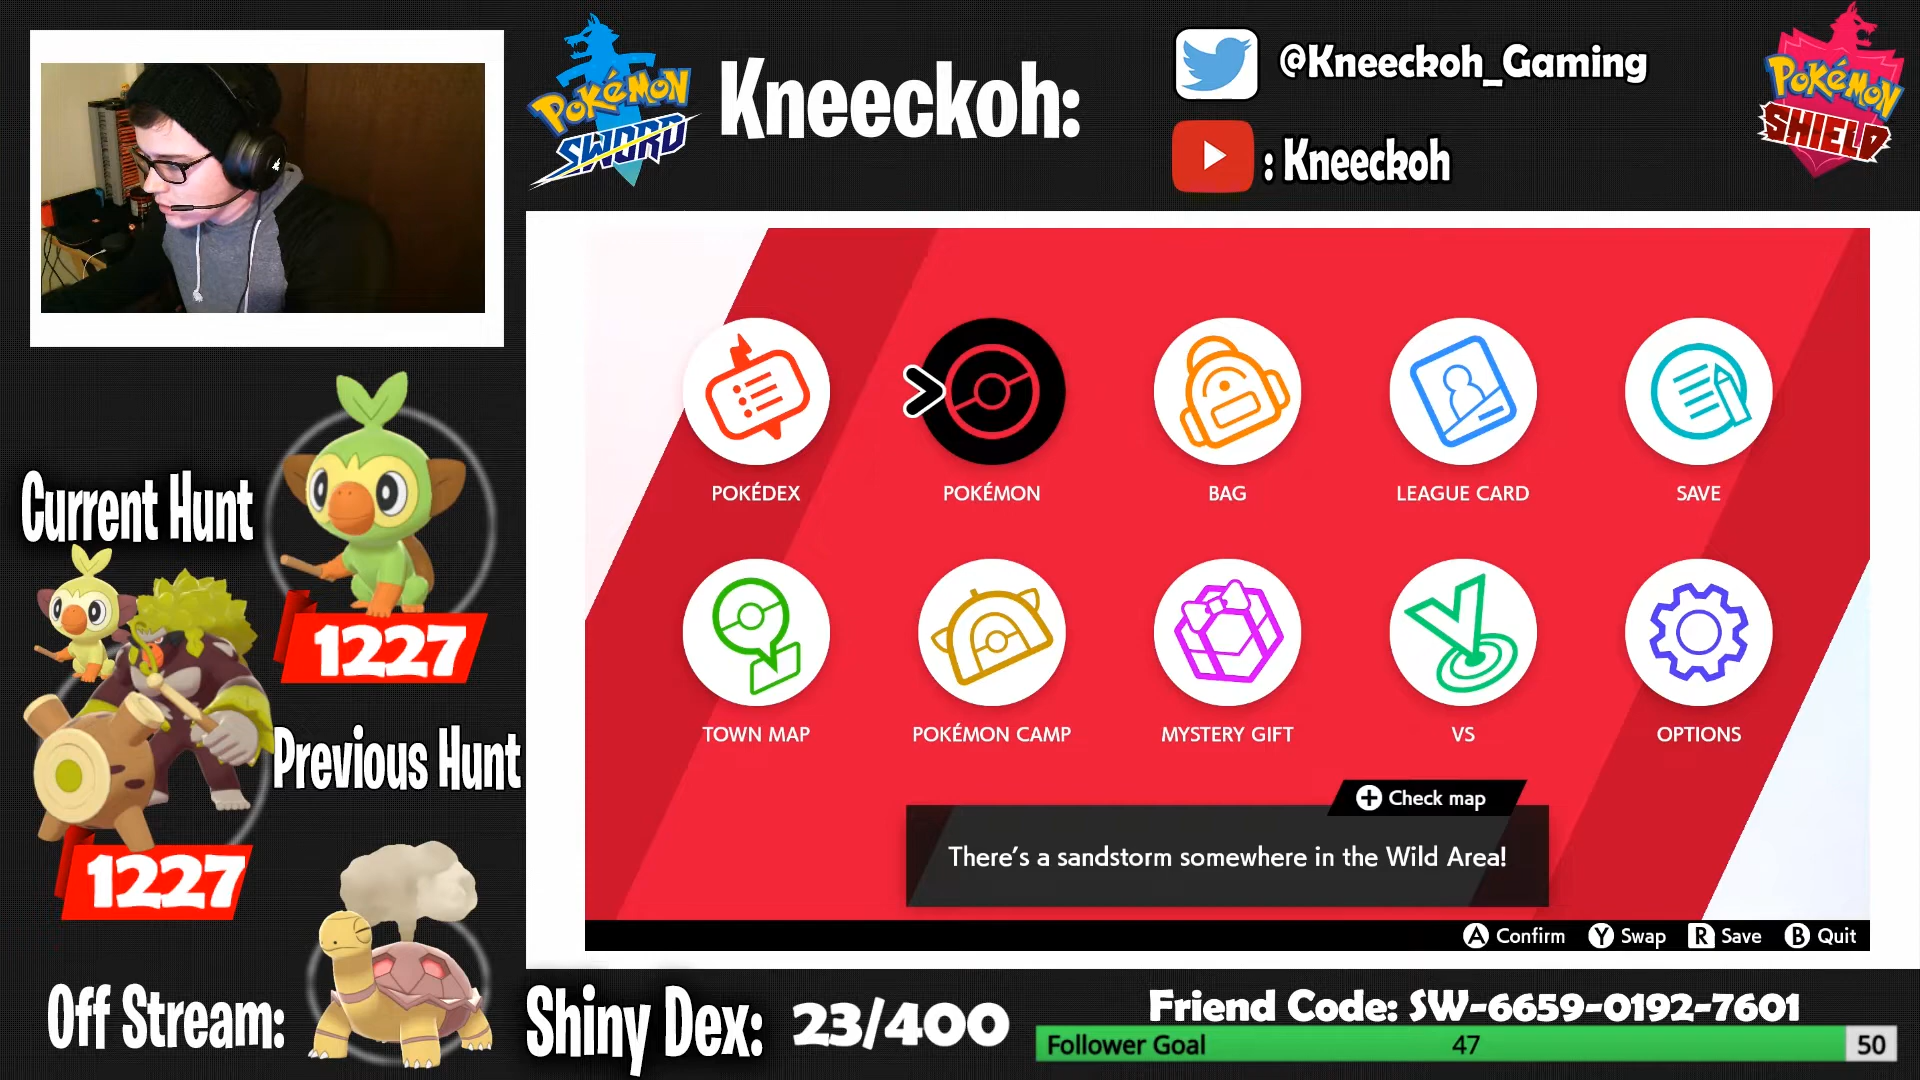 POKÉMON
SWORD
Kneeckoh:
@Kneeckoh_Gaming
: Kneeckoh
POKÉMON
SHIELD
POKÉDEX
POKÉMON
BAG
LEAGUE CARD
SAVE
TOWN MAP
POKÉMON CAMP
MYSTERY GIFT
VS
OPTIONS
Check map
There's a sandstorm somewhere in the Wild Area!
A Confirm Y Swap R Save B Quit
Current Hunt
1227
Previous Hunt
1227
Off Stream:
Shiny Dex: 23/400
Friend Code: SW-6659-0192-7601
Follower Goal 47 50